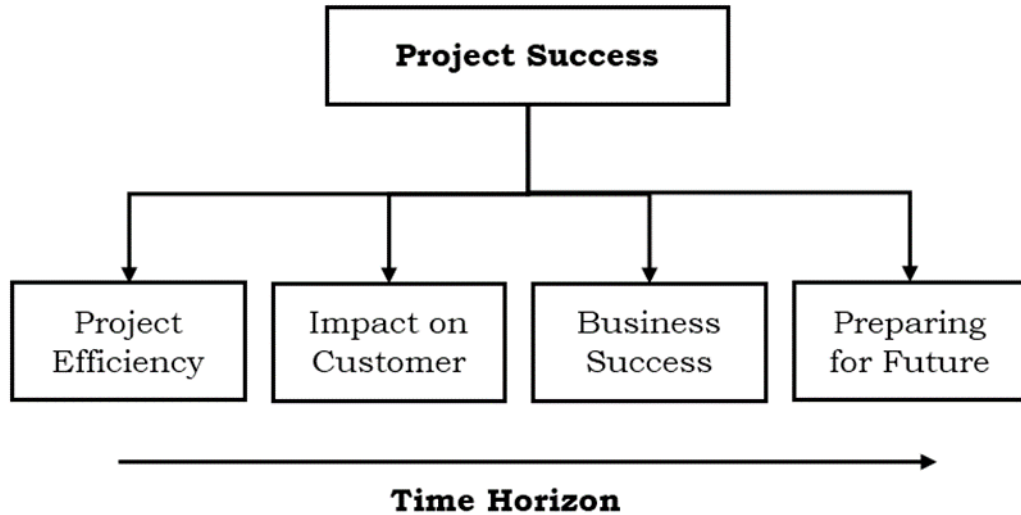 Project Success
Project
Efficiency
Impact on
Customer
Business
Success
Preparing
for Future
Time Horizon